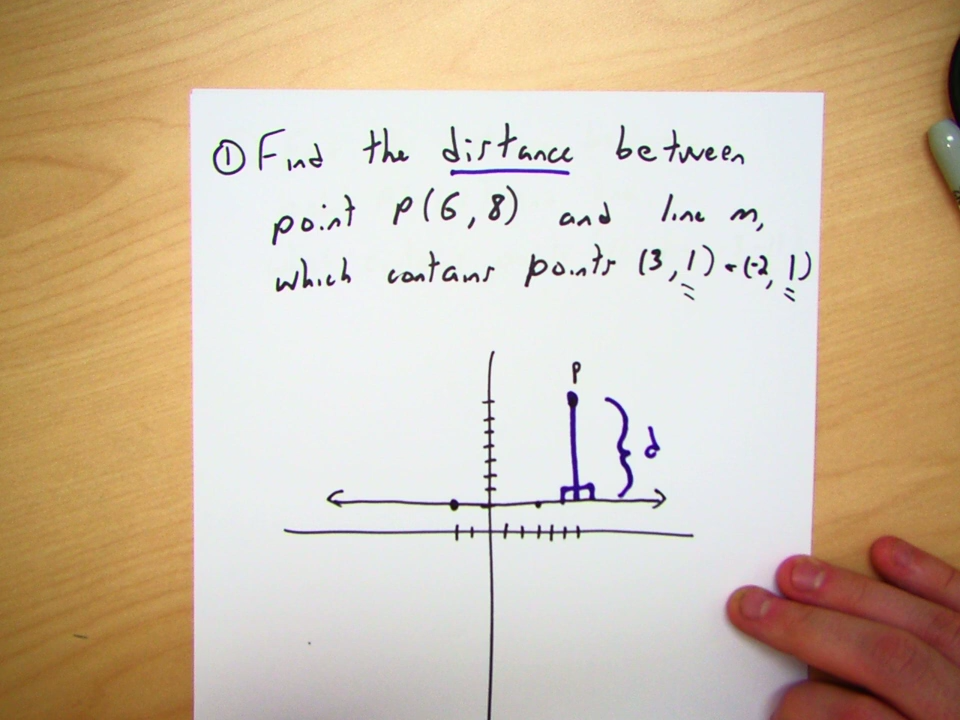 ① Find the distance between
point P(6, 8) and line m,
which contains points (3, 1) + (-2, 1)
P
d